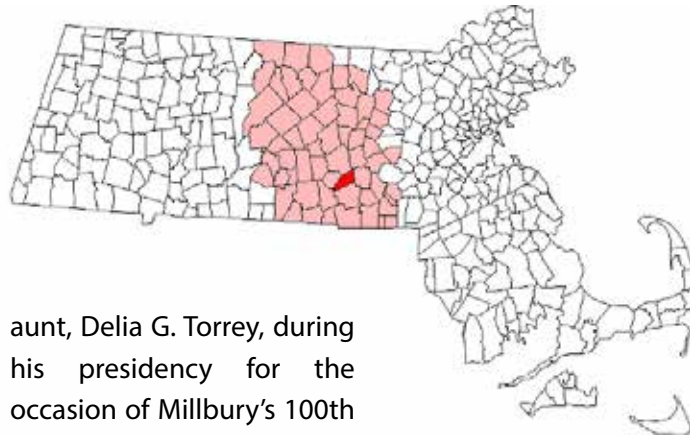 aunt, Delia G. Torrey, during
his presidency for the
occasion of Millbury’s 100th